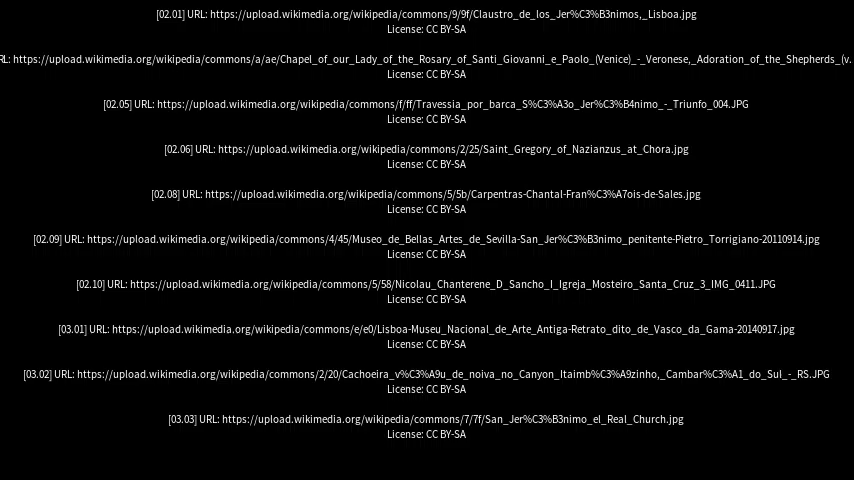 [02.01] URL: https://upload.wikimedia.org/wikipedia/commons/9/9f/Claustro_de_los_Jer%C3%B3nimos,_Lisboa.jpg
License: CC BY-SA
RL: https://upload.wikimedia.org/wikipedia/commons/a/ae/Chapel_of_our_Lady_of_the_Rosary_of_Santi_Giovanni_e_Paolo_(Venice)_-_Veronese,_Adoration_of_the_Shepherds_(v.
License: CC BY-SA
[02.05] URL: https://upload.wikimedia.org/wikipedia/commons/f/ff/Travessia_por_barca_S%C3%A3o_Jer%C3%B4nimo_-_Triunfo_004.JPG
License: CC BY-SA
[02.06] URL: https://upload.wikimedia.org/wikipedia/commons/2/25/Saint_Gregory_of_Nazianzus_at_Chora.jpg
License: CC BY-SA
[02.08] URL: https://upload.wikimedia.org/wikipedia/commons/5/5b/Carpentras-Chantal-Fran%C3%A7ois-de-Sales.jpg
License: CC BY-SA
[02.09] URL: https://upload.wikimedia.org/wikipedia/commons/4/45/Museo_de_Bellas_Artes_de_Sevilla-San_Jer%C3%B3nimo_penitente-Pietro_Torrigiano-20110914.jpg
License: CC BY-SA
[02.10] URL: https://upload.wikimedia.org/wikipedia/commons/5/58/Nicolau_Chanterene_D_Sancho_I_Igreja_Mosteiro_Santa_Cruz_3_IMG_0411.JPG
License: CC BY-SA
[03.01] URL: https://upload.wikimedia.org/wikipedia/commons/e/e0/Lisboa-Museu_Nacional_de_Arte_Antiga-Retrato_dito_de_Vasco_da_Gama-20140917.jpg
License: CC BY-SA
[03.02] URL: https://upload.wikimedia.org/wikipedia/commons/2/20/Cachoeira_v%C3%A9u_de_noiva_no_Canyon_Itaimb%C3%A9zinho,_Cambar%C3%A1_do_Sul_-_RS.JPG
License: CC BY-SA
[03.03] URL: https://upload.wikimedia.org/wikipedia/commons/7/7f/San_Jer%C3%B3nimo_el_Real_Church.jpg
License: CC BY-SA